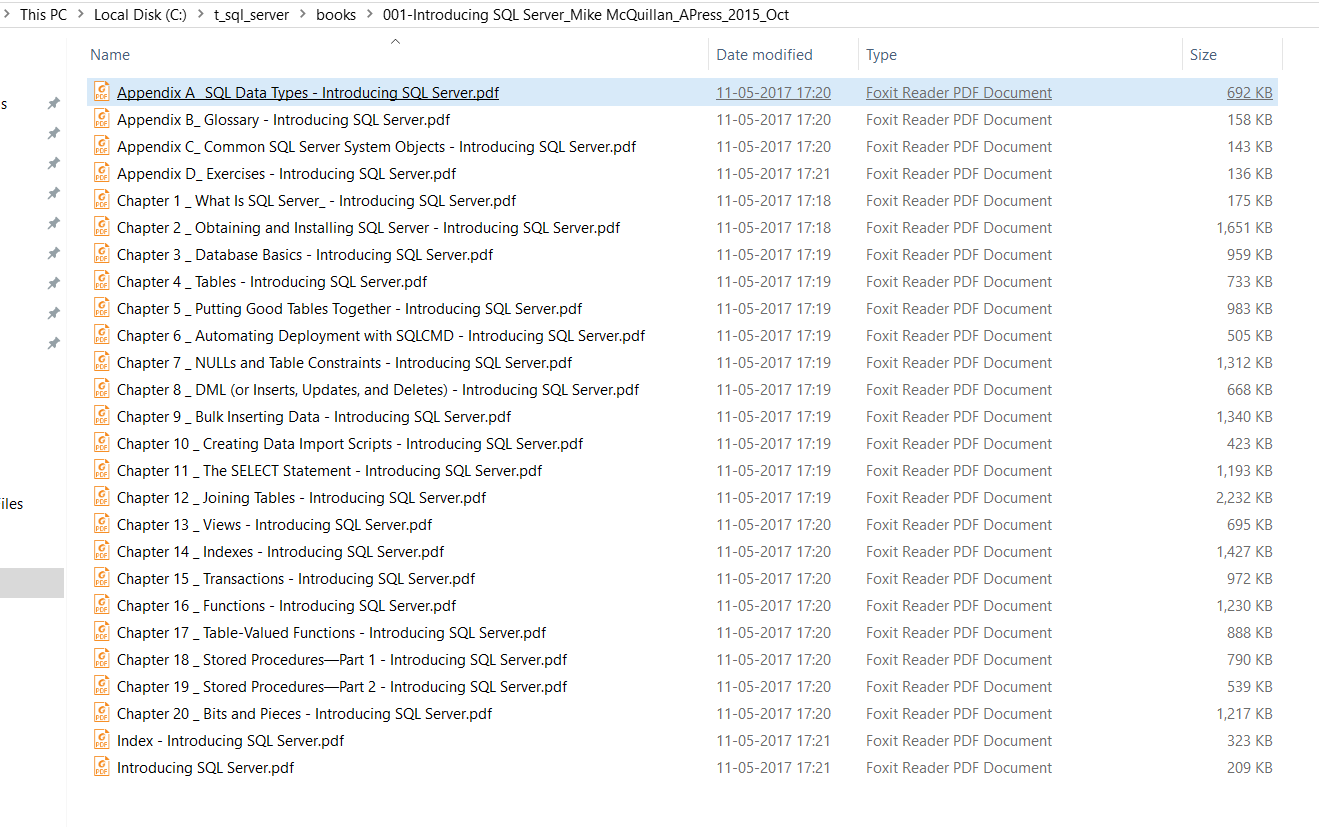 This PC > Local Disk (C:) > t_sql_server > books > 001-Introducing SQL Server_Mike McQuillan_APress_2015_Oct
Name Date modified Type Size
Appendix A_ SQL Data Types - Introducing SQL Server.pdf 11-05-2017 17:20 Foxit Reader PDF Document 692 KB
s
Appendix B_ Glossary - Introducing SQL Server.pdf 11-05-2017 17:20 Foxit Reader PDF Document 158 KB
Appendix C_ Common SQL Server System Objects - Introducing SQL Server.pdf 11-05-2017 17:20 Foxit Reader PDF Document 143 KB
Appendix D_ Exercises - Introducing SQL Server.pdf 11-05-2017 17:21 Foxit Reader PDF Document 136 KB
Chapter 1 _ What Is SQL Server_ - Introducing SQL Server.pdf 11-05-2017 17:18 Foxit Reader PDF Document 175 KB
Chapter 2 _ Obtaining and Installing SQL Server - Introducing SQL Server.pdf 11-05-2017 17:18 Foxit Reader PDF Document 1,651 KB
Chapter 3 _ Database Basics - Introducing SQL Server.pdf 11-05-2017 17:19 Foxit Reader PDF Document 959 KB
Chapter 4 _ Tables - Introducing SQL Server.pdf 11-05-2017 17:19 Foxit Reader PDF Document 733 KB
Chapter 5 _ Putting Good Tables Together - Introducing SQL Server.pdf 11-05-2017 17:19 Foxit Reader PDF Document 983 KB
Chapter 6 _ Automating Deployment with SQLCMD - Introducing SQL Server.pdf 11-05-2017 17:19 Foxit Reader PDF Document 505 KB
Chapter 7 _ NULLs and Table Constraints - Introducing SQL Server.pdf 11-05-2017 17:19 Foxit Reader PDF Document 1,312 KB
Chapter 8 _ DML (or Inserts, Updates, and Deletes) - Introducing SQL Server.pdf 11-05-2017 17:19 Foxit Reader PDF Document 668 KB
Chapter 9 _ Bulk Inserting Data - Introducing SQL Server.pdf 11-05-2017 17:19 Foxit Reader PDF Document 1,340 KB
Chapter 10 _ Creating Data Import Scripts - Introducing SQL Server.pdf 11-05-2017 17:19 Foxit Reader PDF Document 423 KB
Chapter 11 _ The SELECT Statement - Introducing SQL Server.pdf 11-05-2017 17:19 Foxit Reader PDF Document 1,193 KB
Chapter 12 _ Joining Tables - Introducing SQL Server.pdf 11-05-2017 17:19 Foxit Reader PDF Document 2,232 KB
iles
Chapter 13 _ Views - Introducing SQL Server.pdf 11-05-2017 17:20 Foxit Reader PDF Document 695 KB
Chapter 14 _ Indexes - Introducing SQL Server.pdf 11-05-2017 17:20 Foxit Reader PDF Document 1,427 KB
Chapter 15 _ Transactions - Introducing SQL Server.pdf 11-05-2017 17:20 Foxit Reader PDF Document 972 KB
Chapter 16 _ Functions - Introducing SQL Server.pdf 11-05-2017 17:20 Foxit Reader PDF Document 1,230 KB
Chapter 17 _ Table-Valued Functions - Introducing SQL Server.pdf 11-05-2017 17:20 Foxit Reader PDF Document 888 KB
Chapter 18 _ Stored Procedures—Part 1 - Introducing SQL Server.pdf 11-05-2017 17:20 Foxit Reader PDF Document 790 KB
Chapter 19 _ Stored Procedures—Part 2 - Introducing SQL Server.pdf 11-05-2017 17:20 Foxit Reader PDF Document 539 KB
Chapter 20 _ Bits and Pieces - Introducing SQL Server.pdf 11-05-2017 17:20 Foxit Reader PDF Document 1,217 KB
Index - Introducing SQL Server.pdf 11-05-2017 17:21 Foxit Reader PDF Document 323 KB
Introducing SQL Server.pdf 11-05-2017 17:21 Foxit Reader PDF Document 209 KB